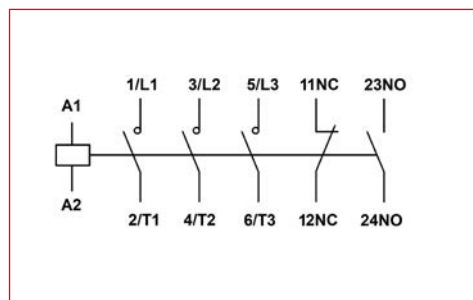 1/L1 3/L2 5/L3 11NC 23NO
A1
A2
2/T1 4/T2 6/T3 12NC 24NO